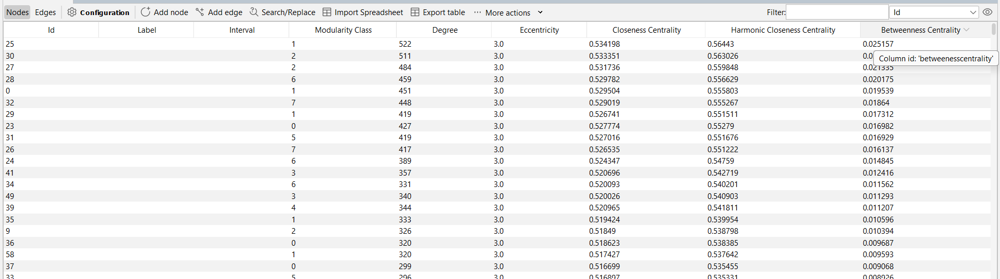 Nodes Edges Configuration Add node Add edge Search/Replace Import Spreadsheet Export table ··· More actions Filter: Id
Id Label Interval Modularity Class Degree Eccentricity Closeness Centrality Harmonic Closeness Centrality Betweenness Centrality
25 1 522 3.0 0.534198 0.56443 0.025157
30 2 511 3.0 0.533351 0.563026
Column id: 'betweenesscentrality'
27 2 484 3.0 0.531736 0.559848 0.021335
28 6 459 3.0 0.529782 0.556629 0.020175
0 1 451 3.0 0.529504 0.555803 0.019539
32 7 448 3.0 0.529019 0.555267 0.01864
29 1 419 3.0 0.526741 0.551511 0.017312
23 0 427 3.0 0.527774 0.55279 0.016982
31 5 419 3.0 0.527016 0.551676 0.016929
26 7 417 3.0 0.526535 0.551222 0.016137
24 6 389 3.0 0.524347 0.54759 0.014845
41 3 357 3.0 0.520696 0.542719 0.012416
34 6 331 3.0 0.520093 0.540201 0.011562
49 3 340 3.0 0.520026 0.540903 0.011293
39 4 344 3.0 0.520965 0.541811 0.011207
35 1 333 3.0 0.519424 0.539954 0.010596
9 2 326 3.0 0.51849 0.538798 0.010394
36 0 320 3.0 0.518623 0.538385 0.009687
58 1 320 3.0 0.517427 0.537642 0.009593
37 0 299 3.0 0.516699 0.535455 0.009068
33 5 296 3.0 0.516897 0.535331 0.008926